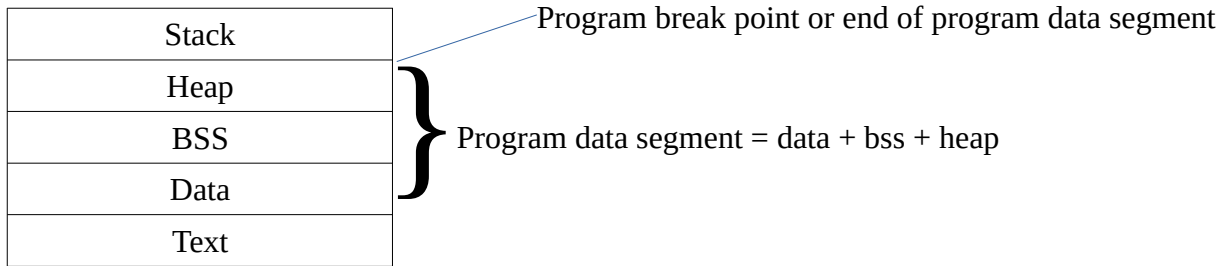 Program break point or end of program data segment
Stack
Heap
BSS
Program data segment = data + bss + heap
Data
Text